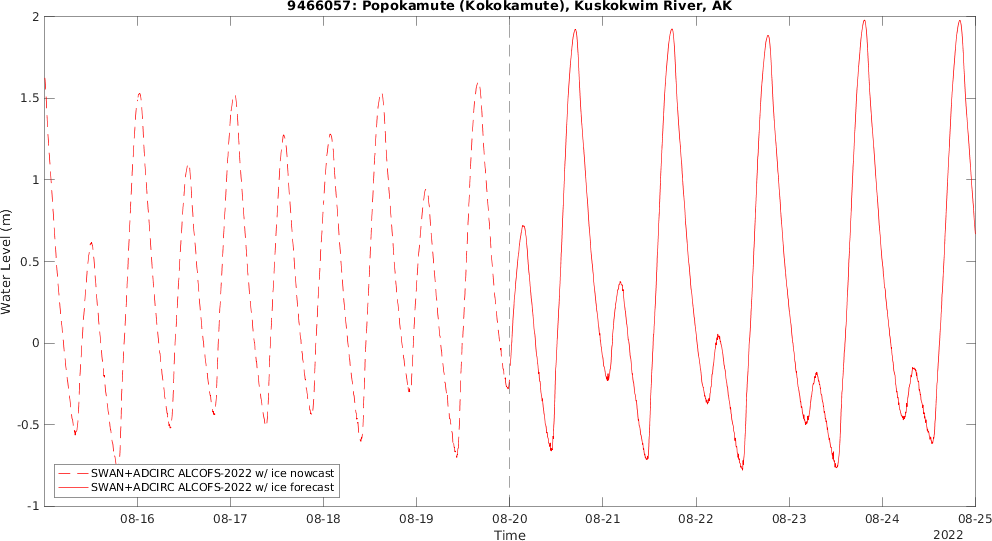 9466057: Popokamute (Kokokamute), Kuskokwim River, AK
2
1.5
1
0.5
0
-0.5
-1
Water Level (m)
SWAN+ADCIRC ALCOFS-2022 w/ ice nowcast
SWAN+ADCIRC ALCOFS-2022 w/ ice forecast
08-16 08-17 08-18 08-19 08-20 08-21 08-22 08-23 08-24 08-25
Time
2022